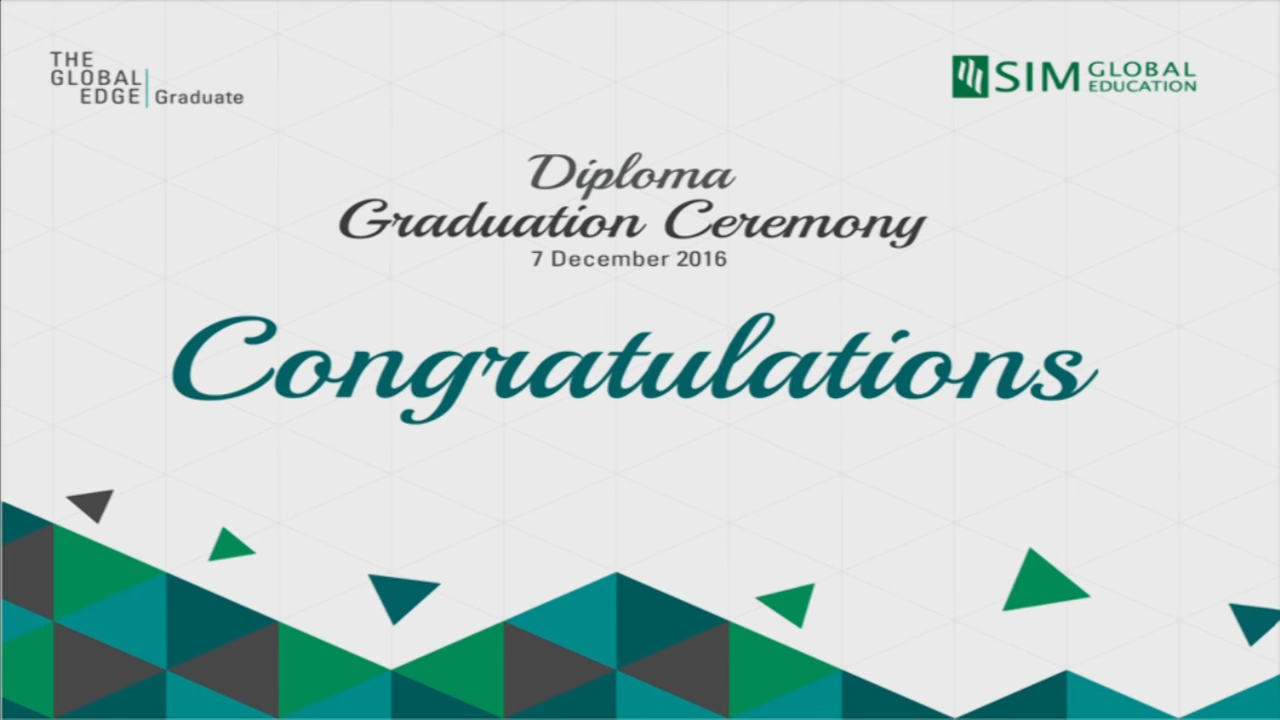 THE
GLOBAL
EDGE Graduate
SIM GLOBAL
EDUCATION
Diploma
Graduation Ceremony
7 December 2016
Congratulations